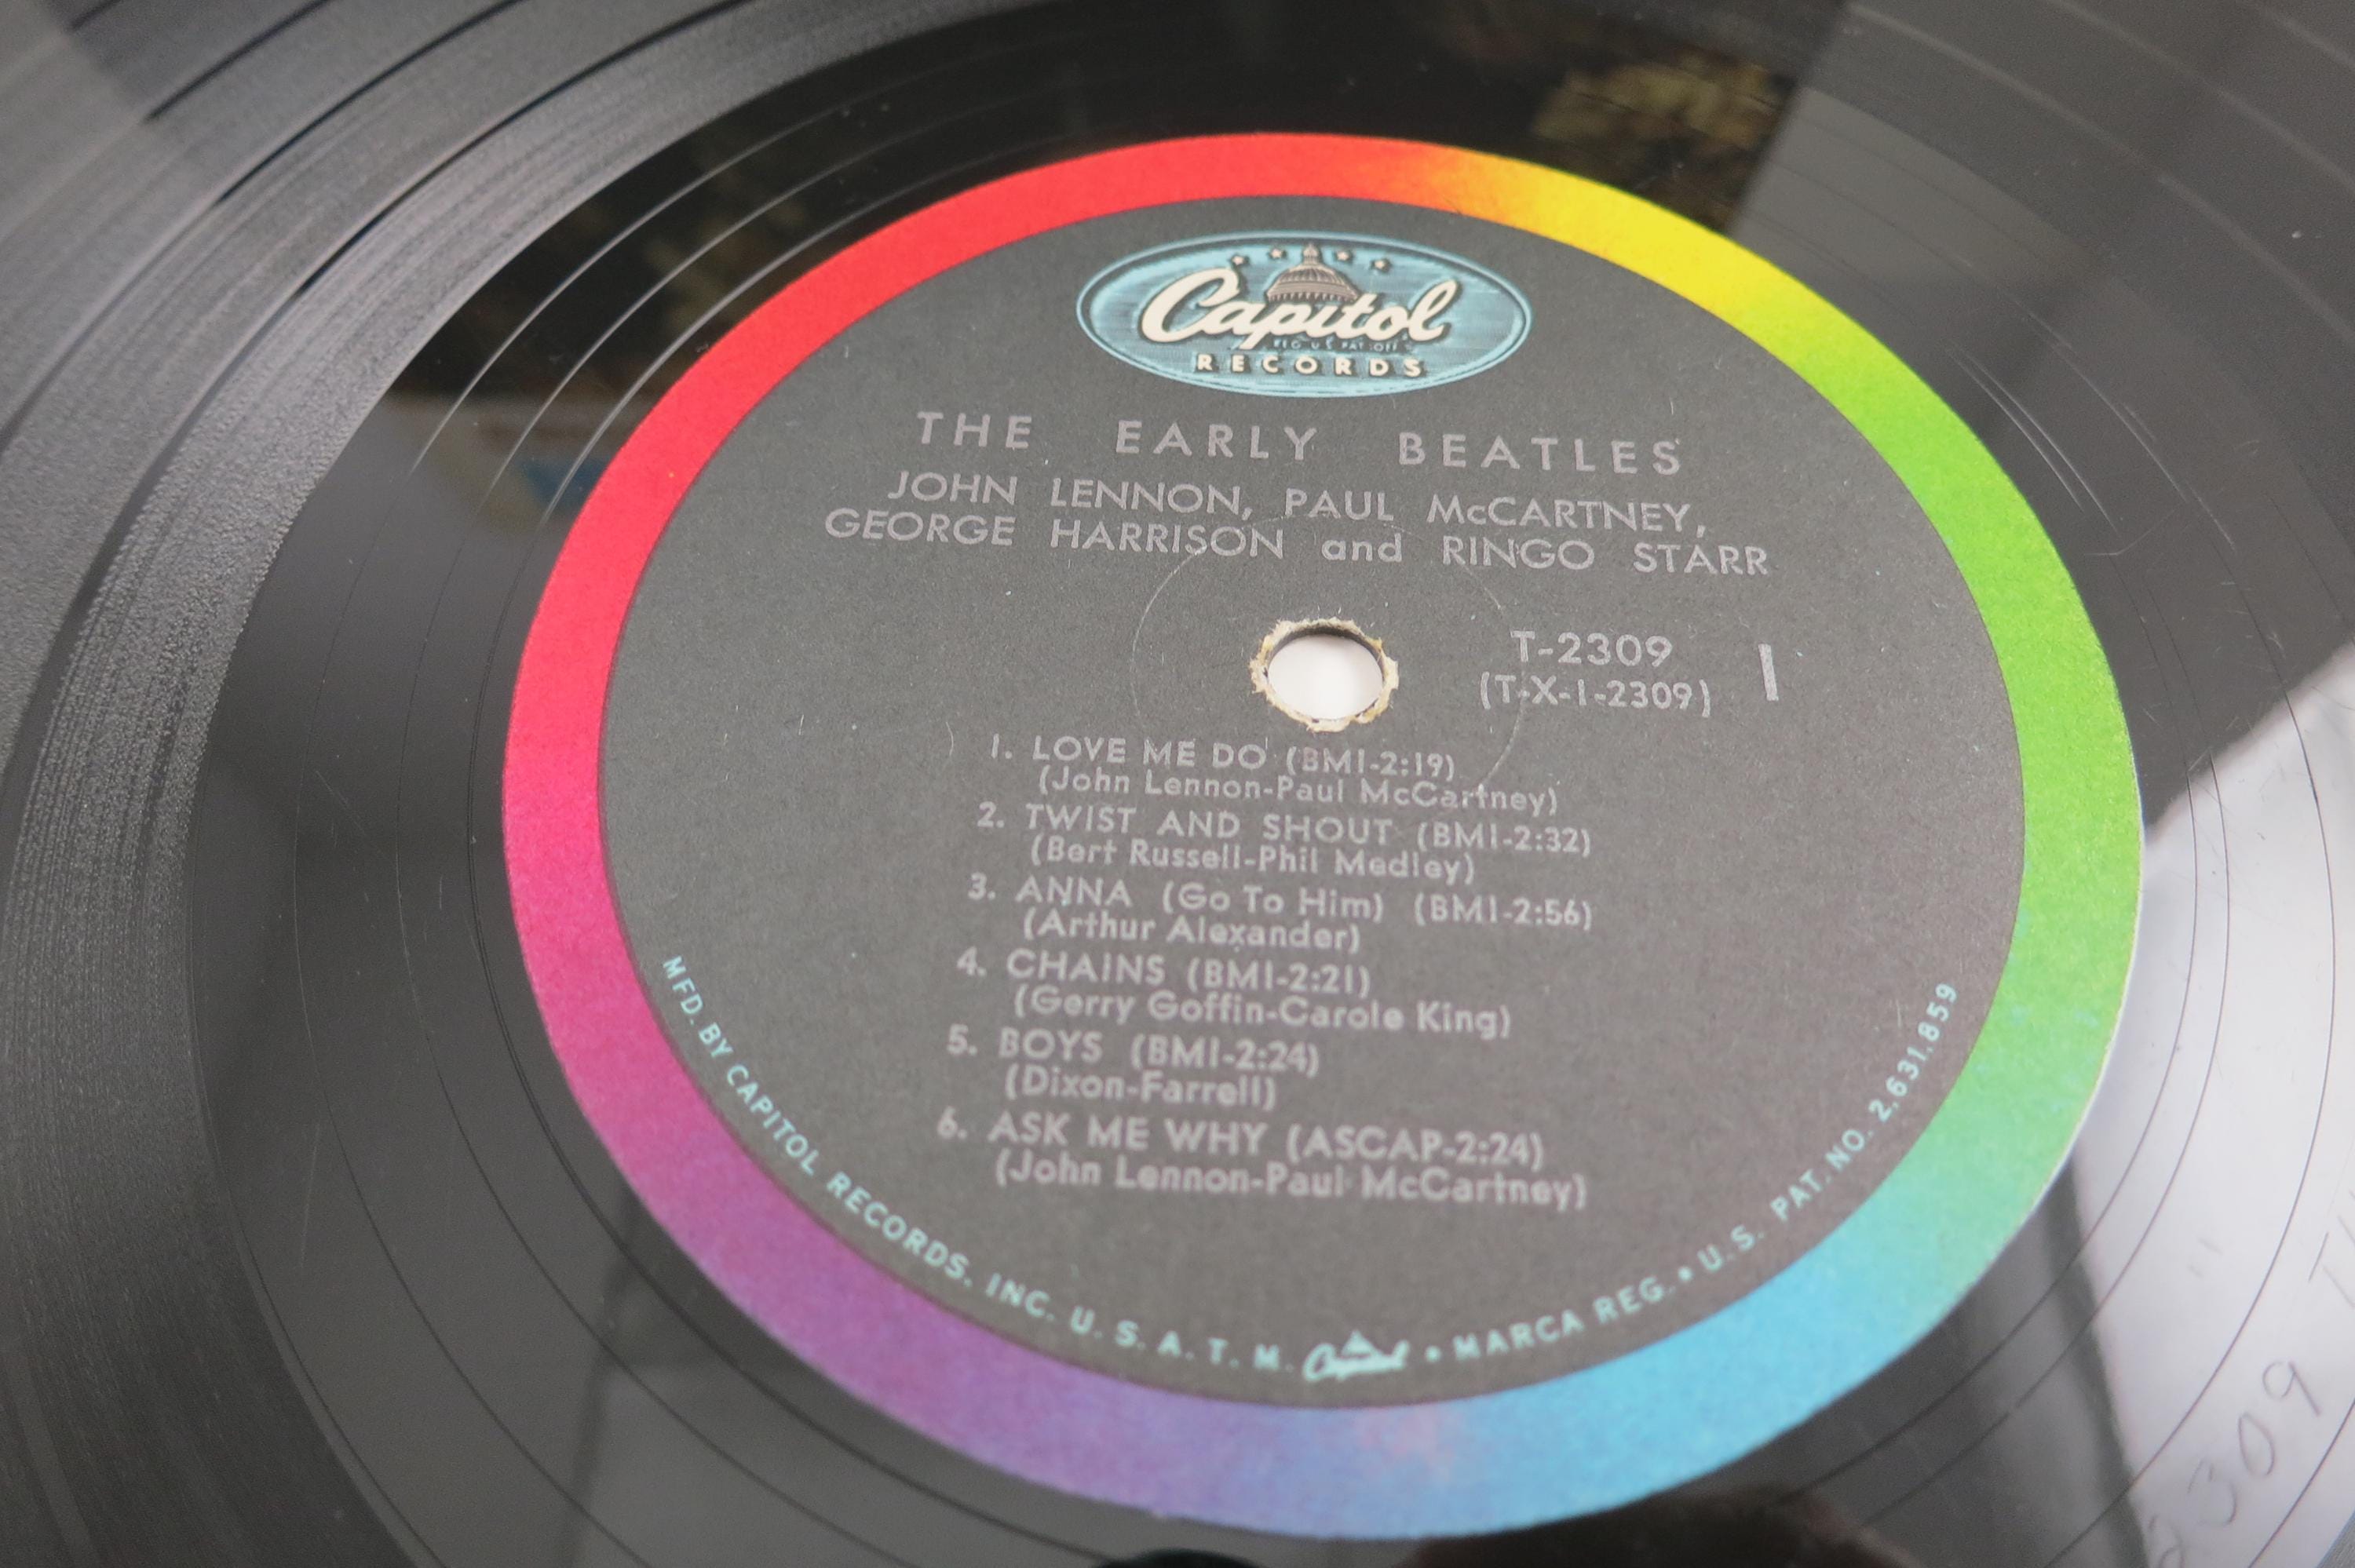 Capitol
REG. U.S. PAT. OFF.
RECORDS
THE EARLY BEATLES
JOHN LENNON, PAUL McCARTNEY,
GEORGE HARRISON and RINGO STARR
T-2309
(T-X-1-2309)
1
1. LOVE ME DO (BMI-2:19)
(John Lennon-Paul McCartney)
2. TWIST AND SHOUT (BMI-2:32)
(Bert Russell-Phil Medley)
3. ANNA (Go To Him) (BMI-2:56)
(Arthur Alexander)
4. CHAINS (BMI-2:21)
(Gerry Goffin-Carole King)
5. BOYS (BMI-2:24)
(Dixon-Farrell)
6. ASK ME WHY (ASCAP-2:24)
(John Lennon-Paul McCartney)
MFD. BY CAPITOL RECORDS, INC. U. S. A. T. M. Capitol • MARCA REG. • U. S. PAT. NO. 2,631,859
2309